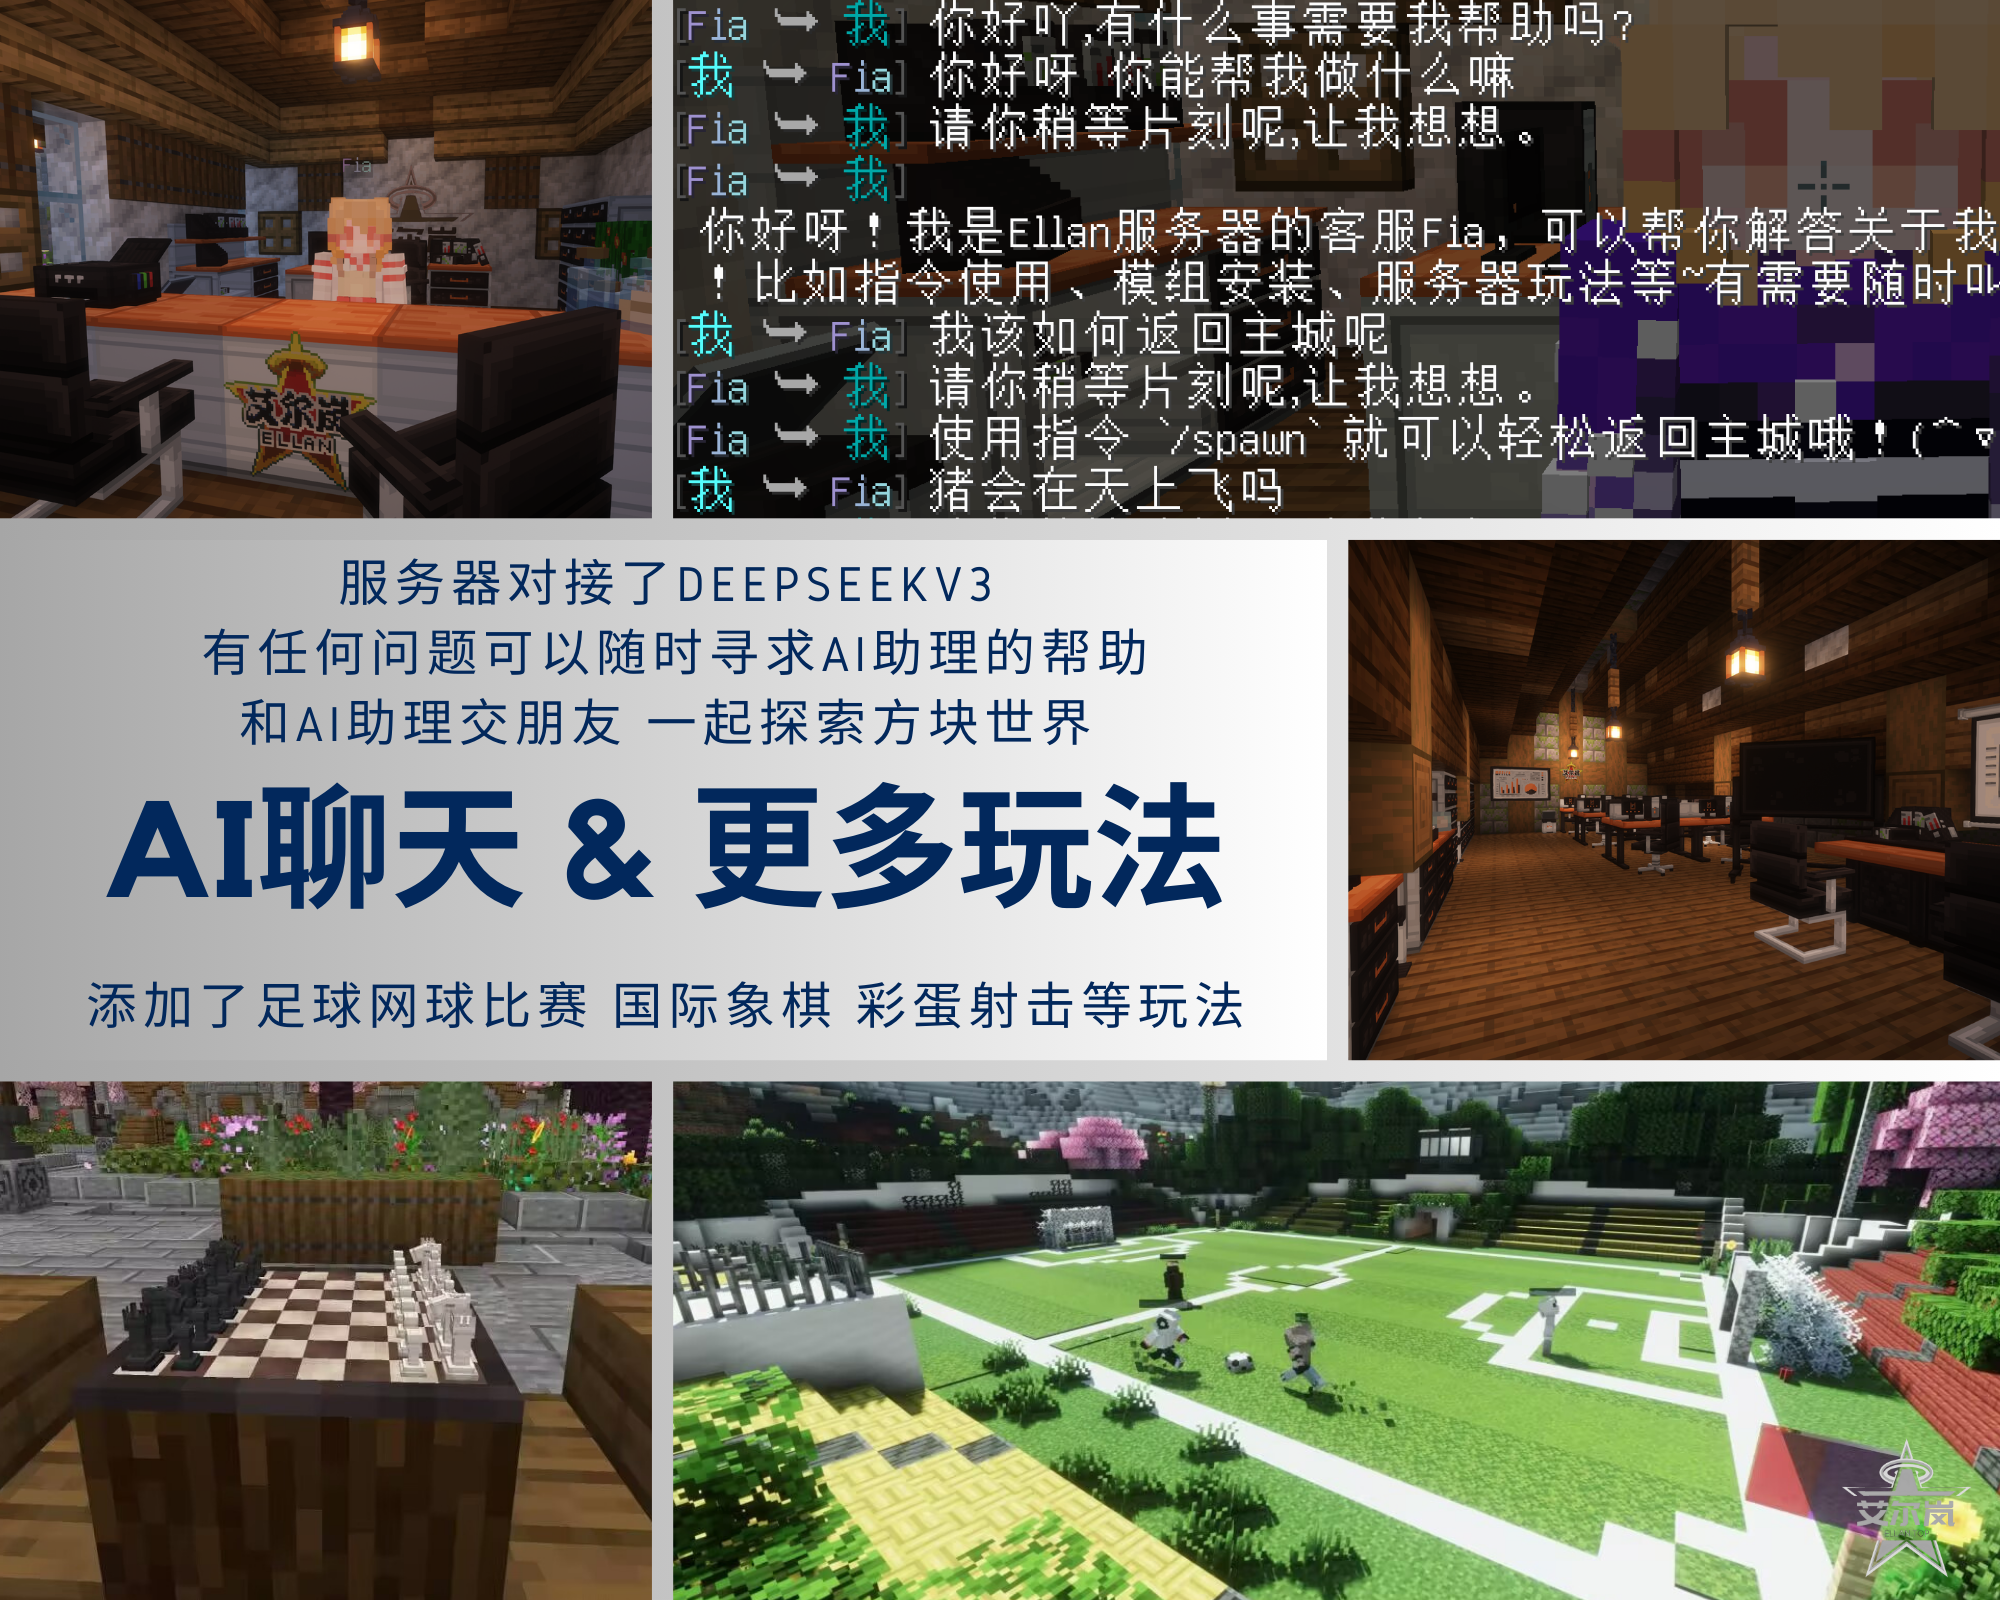 Fia
艾尔岚
ELLAN
[Fia → 我] 你好吖,有什么事需要我帮助吗?
[我 → Fia] 你好呀 你能帮我做什么嘛
[Fia → 我] 请你稍等片刻呢,让我想想。
[Fia → 我]
你好呀！我是Ellan服务器的客服Fia，可以帮你解答关于我
！比如指令使用、模组安装、服务器玩法等~有需要随时叫
[我 → Fia] 我该如何返回主城呢
[Fia → 我] 请你稍等片刻呢,让我想想。
[Fia → 我] 使用指令 `/spawn` 就可以轻松返回主城哦！(
[我 → Fia] 猪会在天上飞吗
服务器对接了DEEPSEEKV3
有任何问题可以随时寻求AI助理的帮助
和AI助理交朋友 一起探索方块世界
AI聊天 & 更多玩法
添加了足球网球比赛 国际象棋 彩蛋射击等玩法
艾尔岚